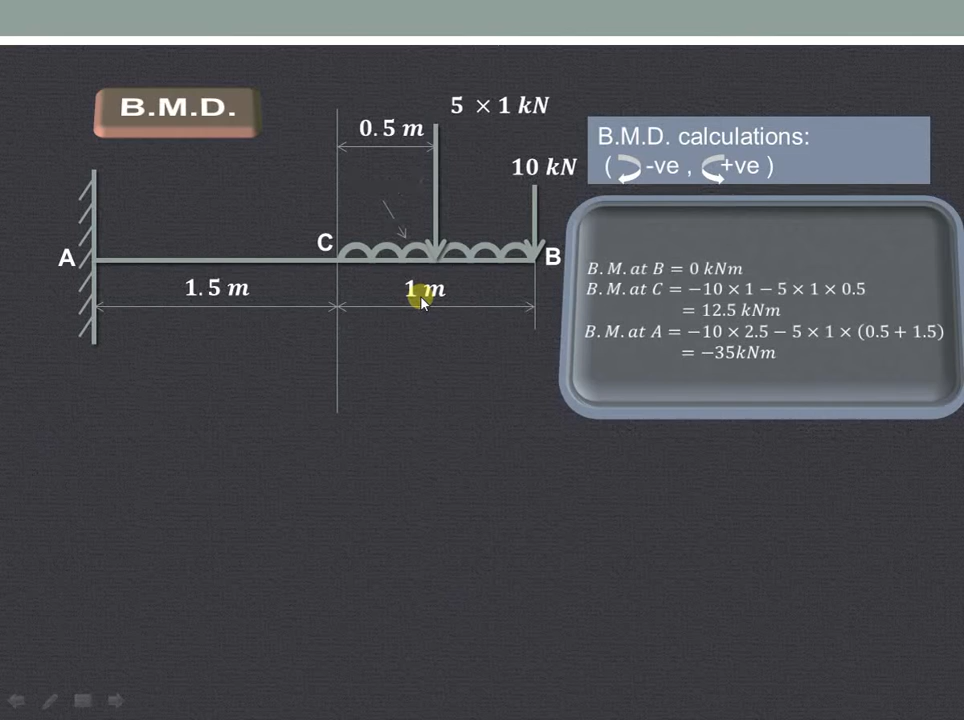 B.M.D.
5 × 1 kN
0.5 m
10 kN
B.M.D. calculations:
( -ve , +ve )
A
C
B
1.5 m
1 m
B.M. at B = 0 kNm
B.M. at C = −10 × 1 − 5 × 1 × 0.5
= 12.5 kNm
B.M. at A = −10 × 2.5 − 5 × 1 × (0.5 + 1.5)
= −35kNm